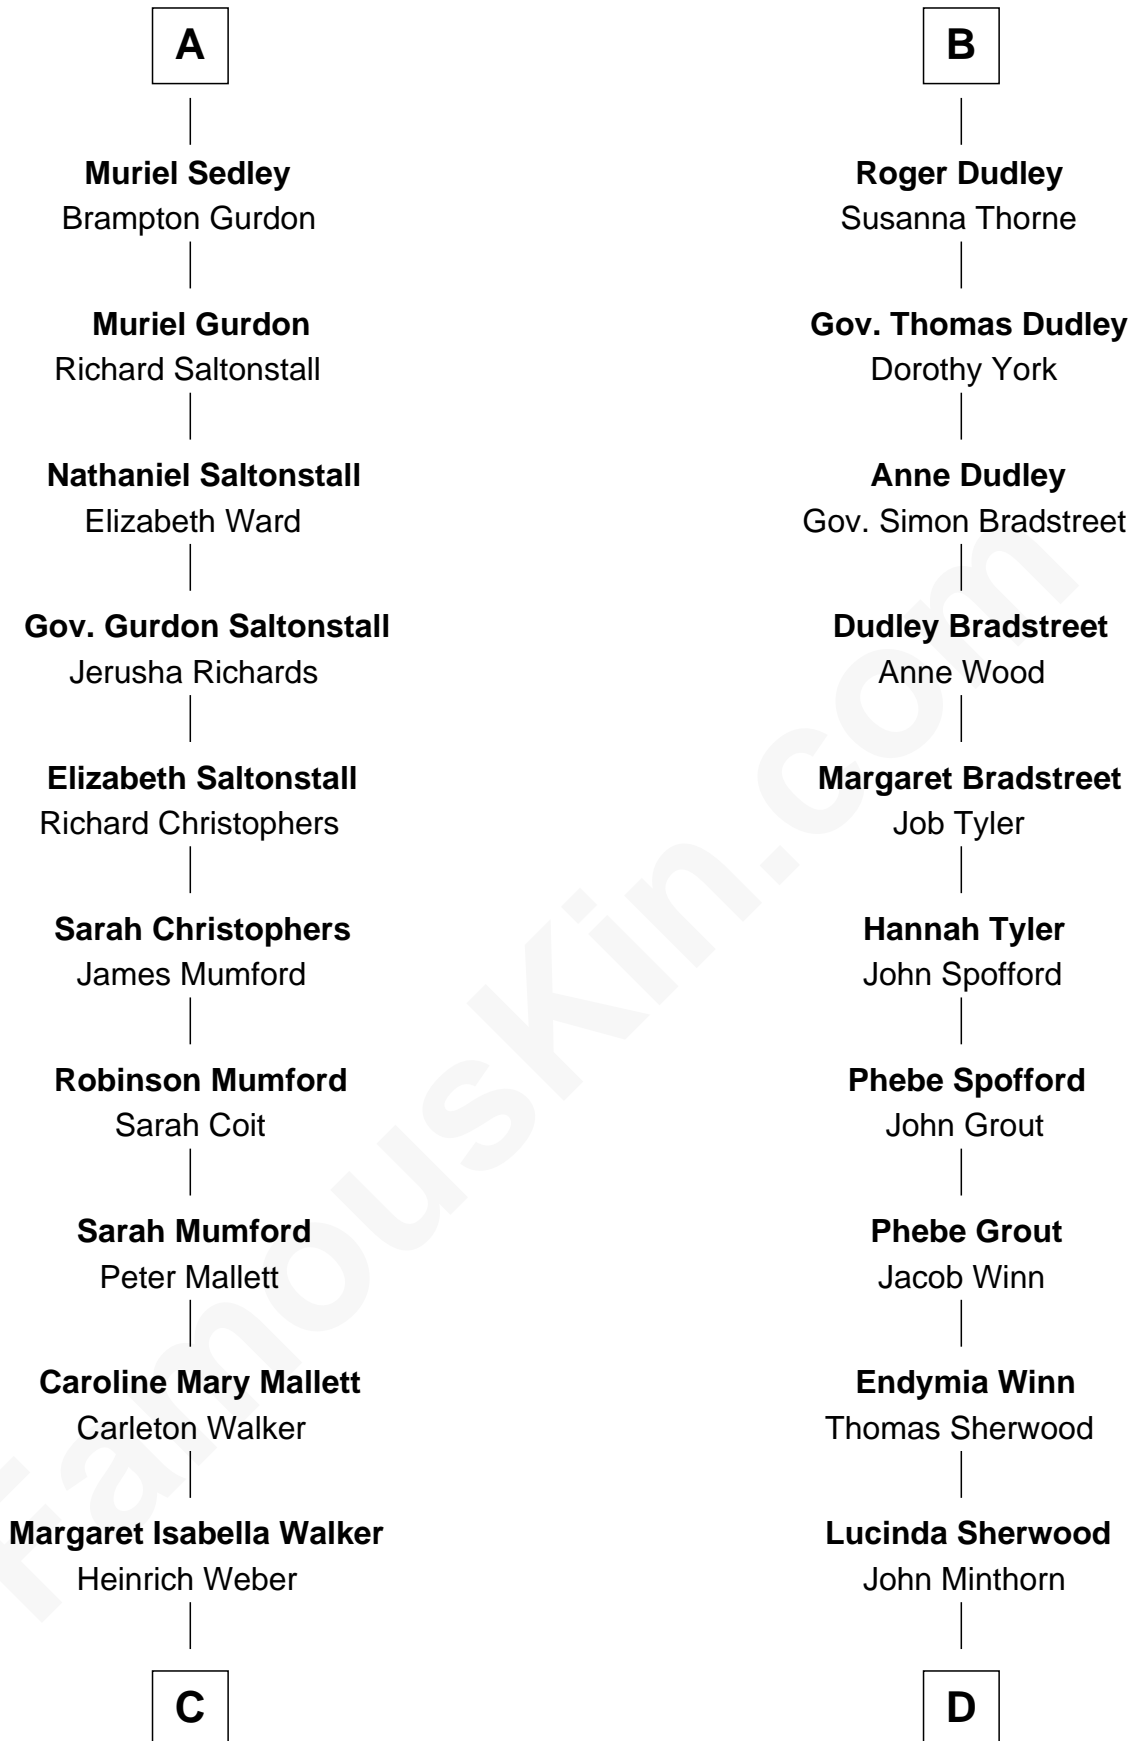 A
Muriel Sedley
Brampton Gurdon
Muriel Gurdon
Richard Saltonstall
Nathaniel Saltonstall
Elizabeth Ward
Gov. Gurdon Saltonstall
Jerusha Richards
Elizabeth Saltonstall
Richard Christophers
Sarah Christophers
James Mumford
Robinson Mumford
Sarah Coit
Sarah Mumford
Peter Mallett
Caroline Mary Mallett
Carleton Walker
Margaret Isabella Walker
Heinrich Weber
C
B
Roger Dudley
Susanna Thorne
Gov. Thomas Dudley
Dorothy York
Anne Dudley
Gov. Simon Bradstreet
Dudley Bradstreet
Anne Wood
Margaret Bradstreet
Job Tyler
Hannah Tyler
John Spofford
Phebe Spofford
John Grout
Phebe Grout
Jacob Winn
Endymia Winn
Thomas Sherwood
Lucinda Sherwood
John Minthorn
D
FamousKin.com